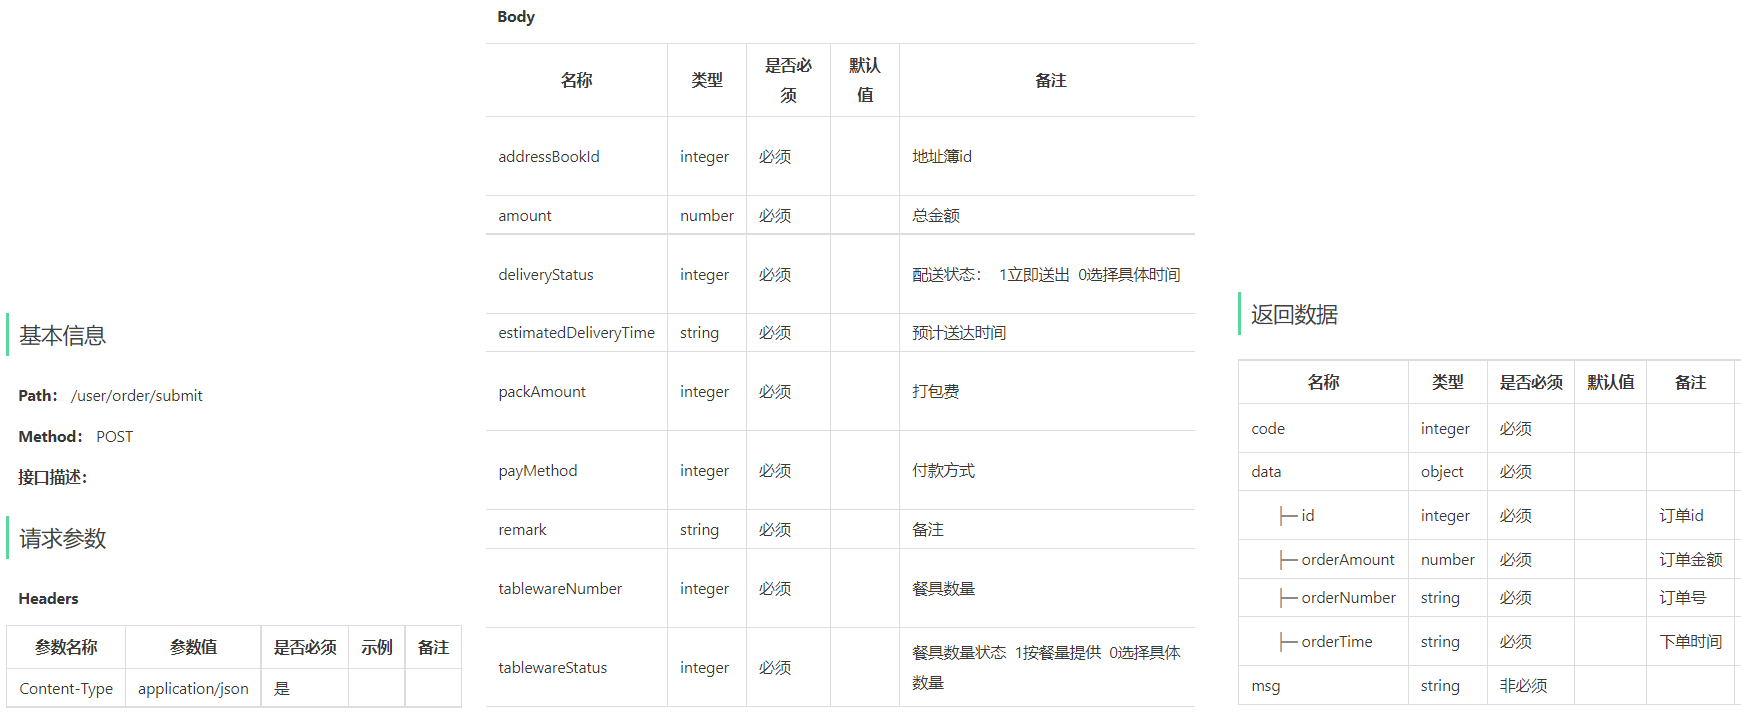 基本信息
Path： /user/order/submit
Method： POST
接口描述：
请求参数
Headers
参数名称 参数值 是否必须 示例 备注
Content-Type application/json 是
Body
名称 类型 是否必须 默认值 备注
addressBookId integer 必须 地址簿id
amount number 必须 总金额
deliveryStatus integer 必须 配送状态： 1立即送出 0选择具体时间
estimatedDeliveryTime string 必须 预计送达时间
packAmount integer 必须 打包费
payMethod integer 必须 付款方式
remark string 必须 备注
tablewareNumber integer 必须 餐具数量
tablewareStatus integer 必须 餐具数量状态 1按餐量提供 0选择具体
数量
返回数据
名称 类型 是否必须 默认值 备注
code integer 必须
data object 必须
├─ id integer 必须 订单id
├─ orderAmount number 必须 订单金额
├─ orderNumber string 必须 订单号
├─ orderTime string 必须 下单时间
msg string 非必须